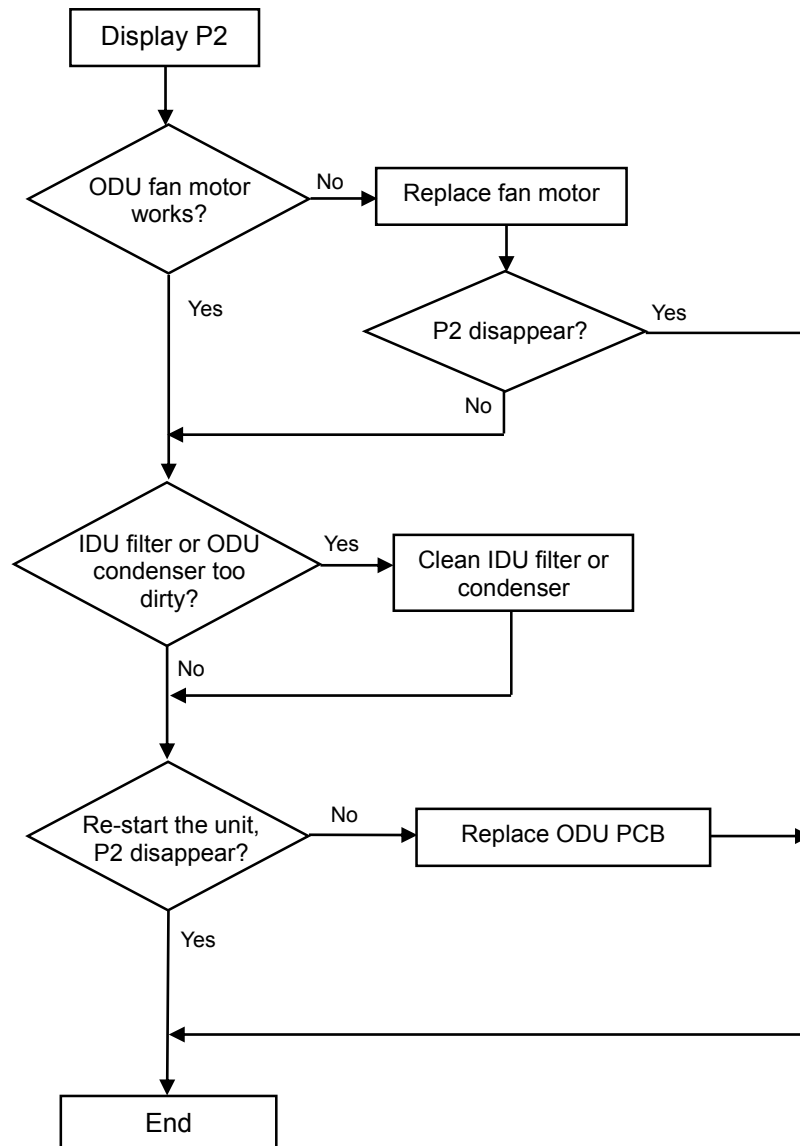 Display P2
ODU fan motor
works?
No
Replace fan motor
Yes
P2 disappear?
Yes
No
IDU filter or ODU
condenser too
dirty?
Yes
Clean IDU filter or
condenser
No
Re-start the unit,
P2 disappear?
No
Replace ODU PCB
Yes
End